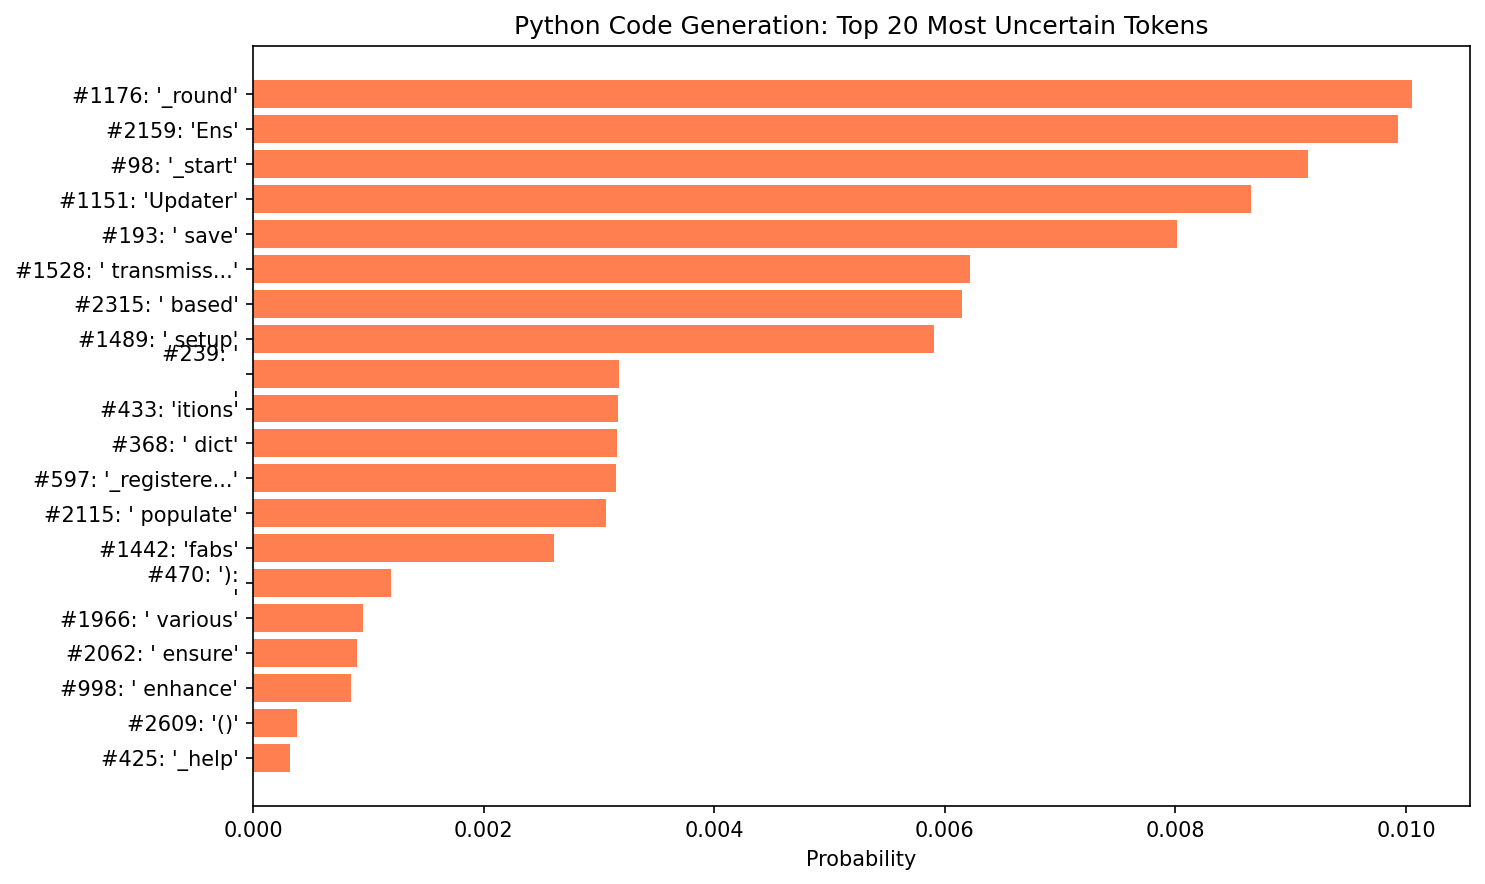 Python Code Generation: Top 20 Most Uncertain Tokens
#1176: '_round'
#2159: 'Ens'
#98: '_start'
#1151: 'Updater'
#193: ' save'
#1528: ' transmiss...'
#2315: ' based'
#1489: ' setup'
#239: '
'
#433: 'itions'
#368: ' dict'
#597: '_registere...'
#2115: ' populate'
#1442: 'fabs'
#470: '):
'
#1966: ' various'
#2062: ' ensure'
#998: ' enhance'
#2609: '()'
#425: '_help'
0.000 0.002 0.004 0.006 0.008 0.010
Probability